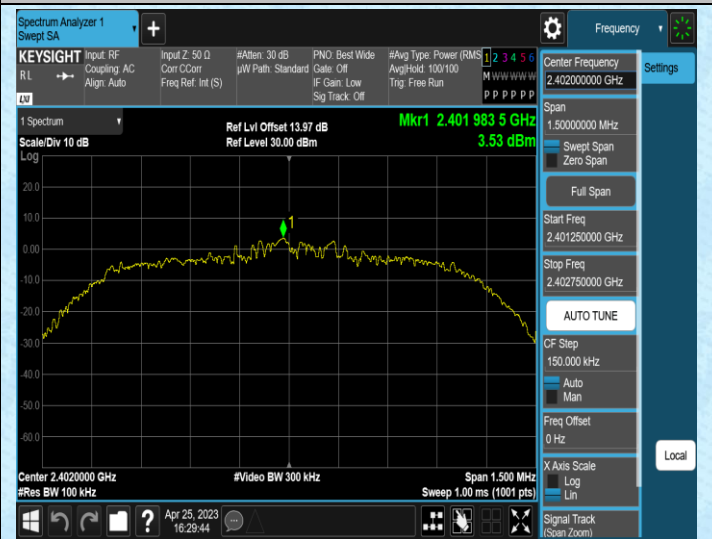 Spectrum Analyzer 1
Swept SA
+
Frequency
KEYSIGHT
RL
LXI
Input: RF
Coupling: AC
Align: Auto
Input Z: 50 Ω
Corr CCorr
Freq Ref: Int (S)
#Atten: 30 dB
µW Path: Standard
PNO: Best Wide
Gate: Off
IF Gain: Low
Sig Track: Off
#Avg Type: Power (RMS
Avg|Hold: 100/100
Trig: Free Run
1 2 3 4 5 6
M W W W W W
P P P P P P
1 Spectrum
Scale/Div 10 dB
Log
Ref Lvl Offset 13.97 dB
Ref Level 30.00 dBm
Mkr1 2.401 983 5 GHz
3.53 dBm
1
20.0
10.0
0.00
-10.0
-20.0
-30.0
-40.0
-50.0
-60.0
Center 2.4020000 GHz
#Res BW 100 kHz
#Video BW 300 kHz
Span 1.500 MHz
Sweep 1.00 ms (1001 pts)
Apr 25, 2023
16:29:44
?
Center Frequency
2.402000000 GHz
Settings
Span
1.50000000 MHz
Swept Span
Zero Span
Full Span
Start Freq
2.401250000 GHz
Stop Freq
2.402750000 GHz
AUTO TUNE
CF Step
150.000 kHz
Auto
Man
Freq Offset
0 Hz
Local
X Axis Scale
Log
Lin
Signal Track
(Span Zoom)